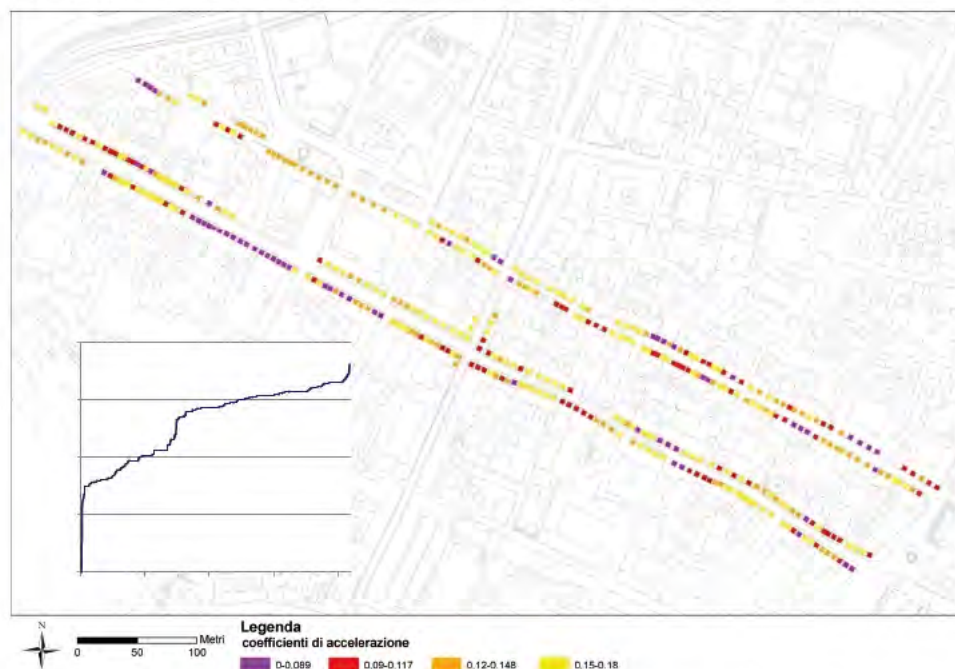 N
Metri
0 50 100
Legenda
coefficienti di accelerazione
0-0.089 0.09-0.117 0.12-0.148 0.15-0.18